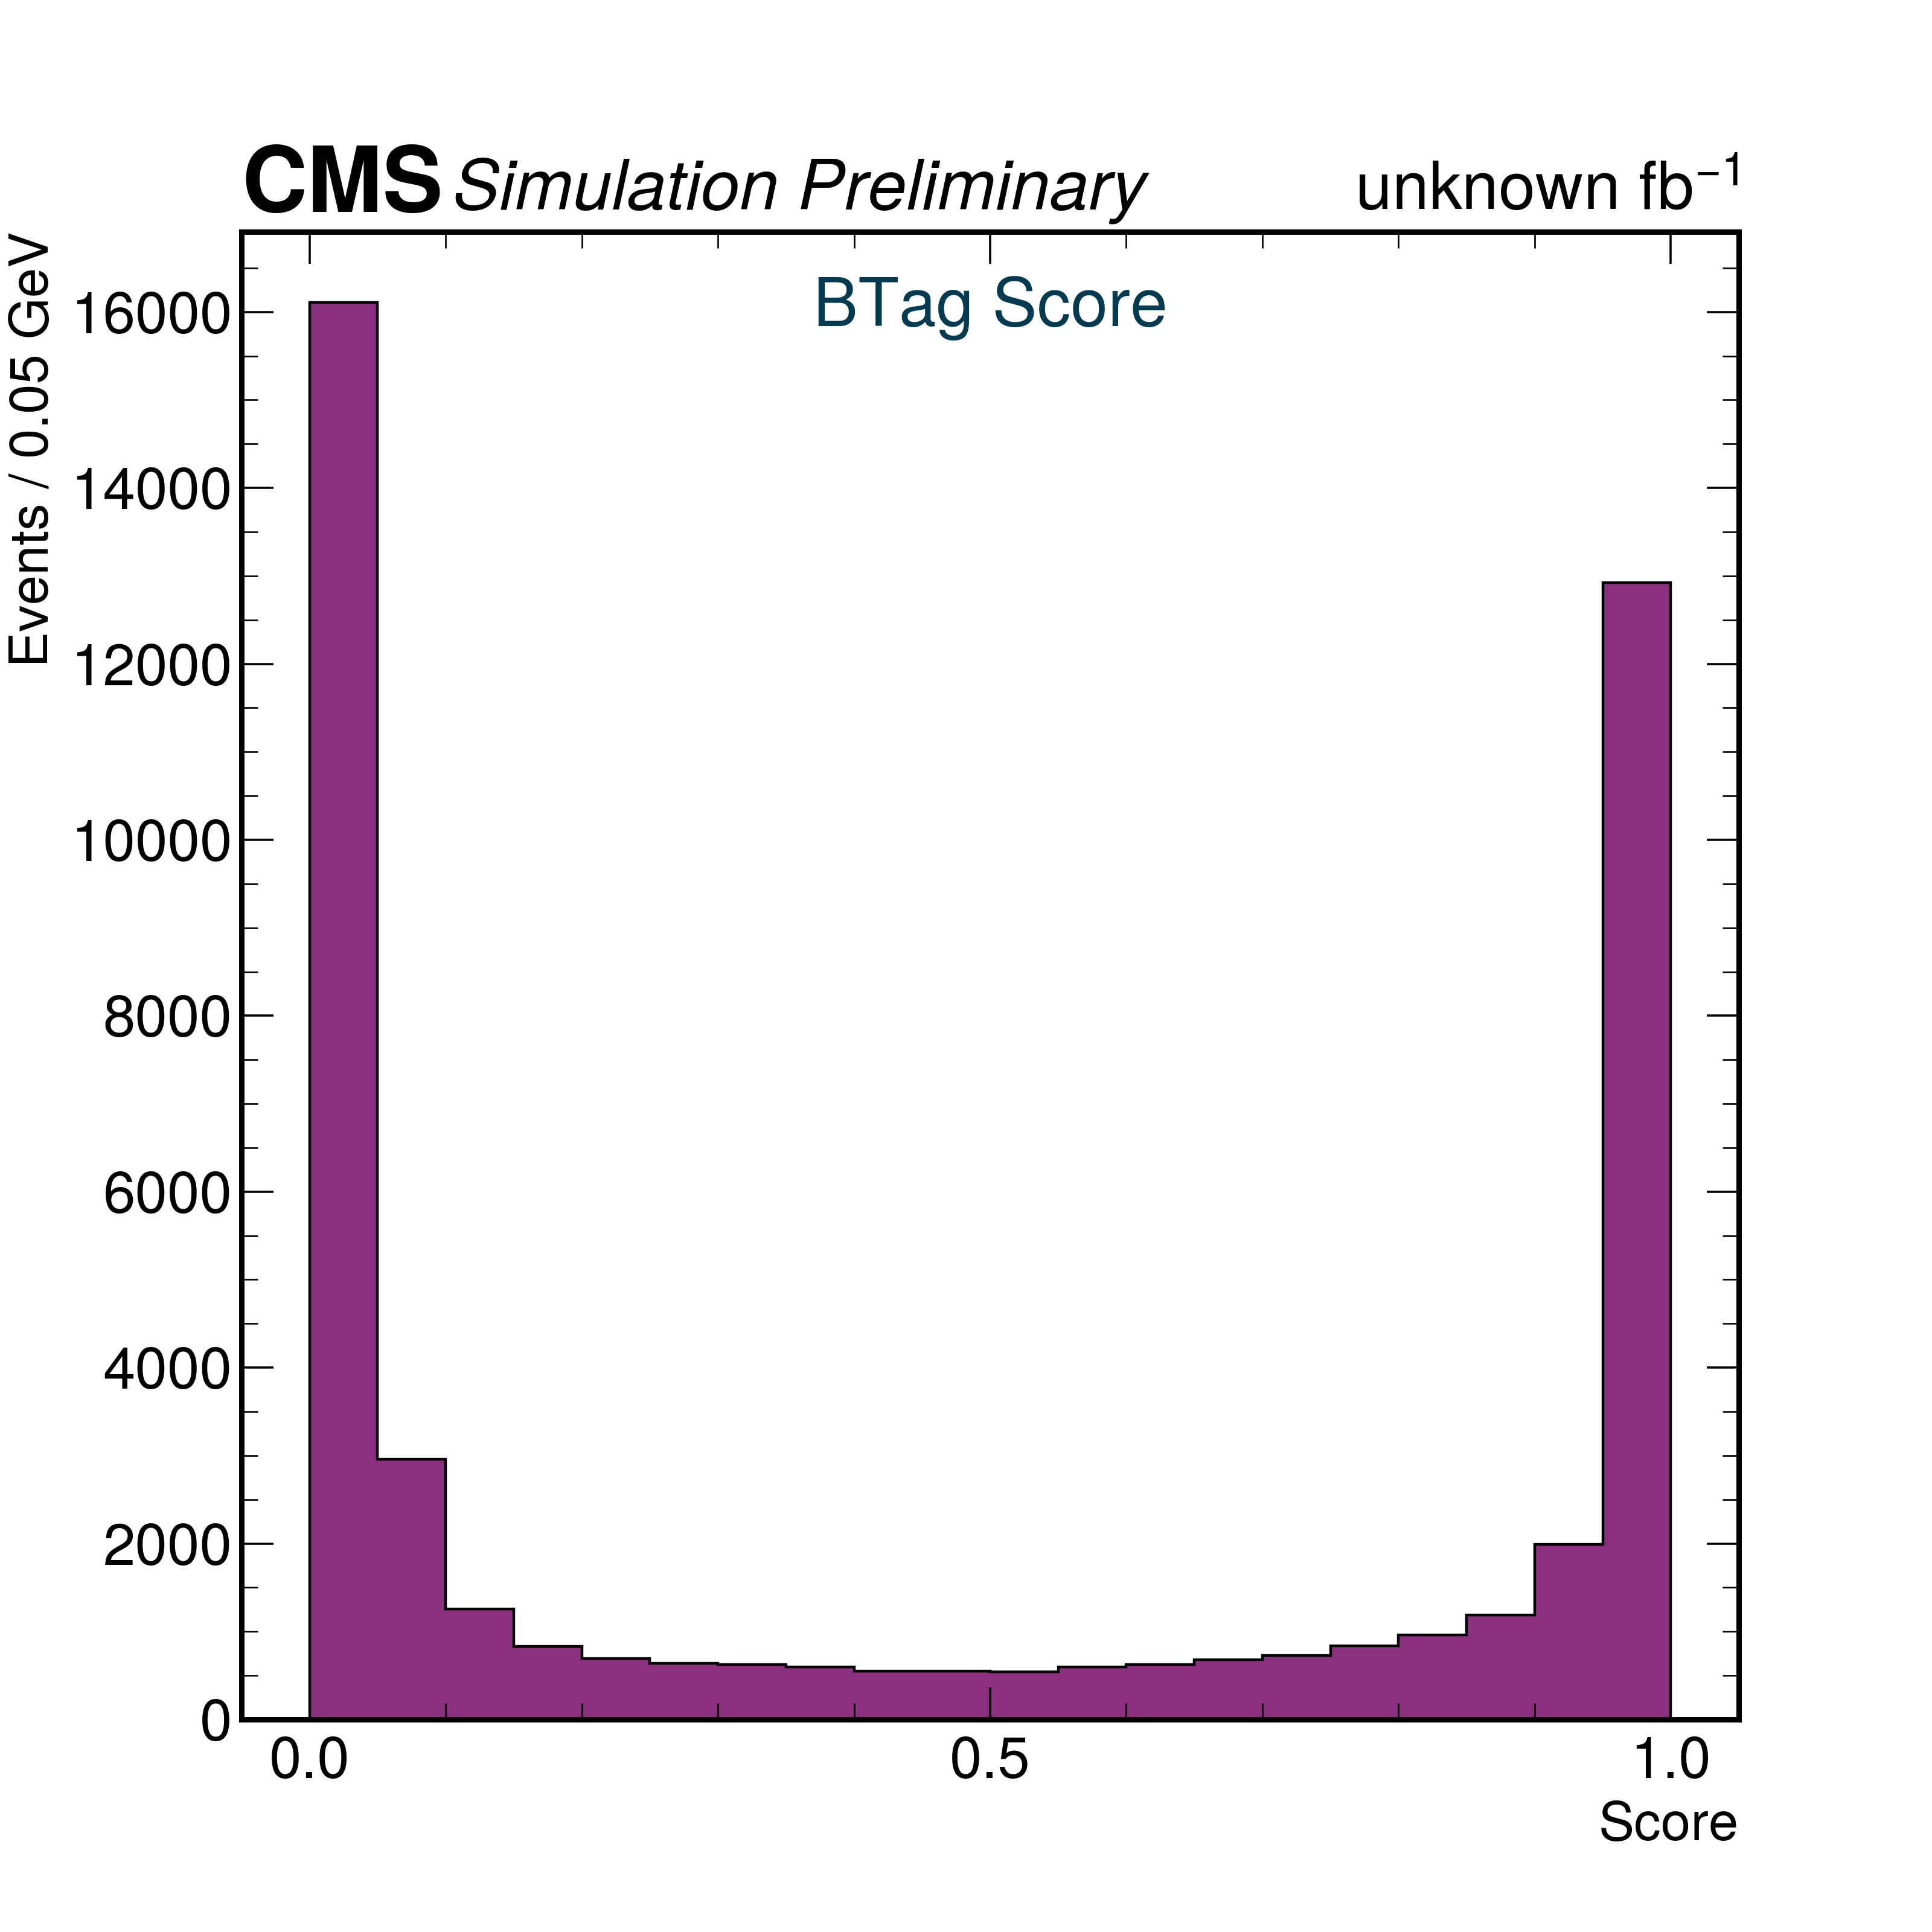 CMS Simulation Preliminary unknown fb⁻¹
BTag Score
Events / 0.05 GeV
16000
14000
12000
10000
8000
6000
4000
2000
0
0.0 0.5 1.0
Score